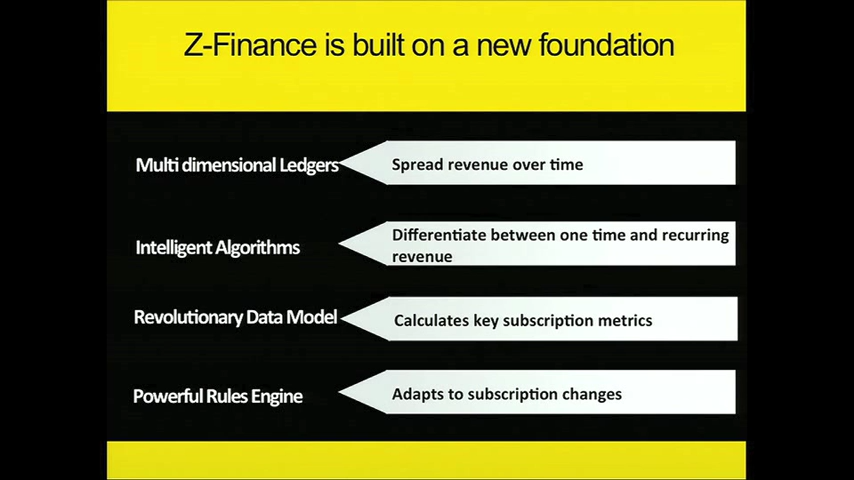 Z-Finance is built on a new foundation
Multi dimensional Ledgers
Spread revenue over time
Intelligent Algorithms
Differentiate between one time and recurring
revenue
Revolutionary Data Model
Calculates key subscription metrics
Powerful Rules Engine
Adapts to subscription changes